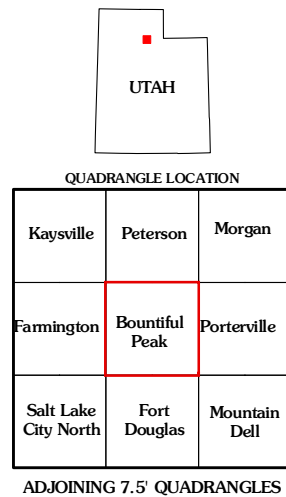 UTAH
QUADRANGLE LOCATION
Kaysville
Peterson
Morgan
Farmington
Bountiful
Peak
Porterville
Salt Lake
City North
Fort
Douglas
Mountain
Dell
ADJOINING 7.5' QUADRANGLES